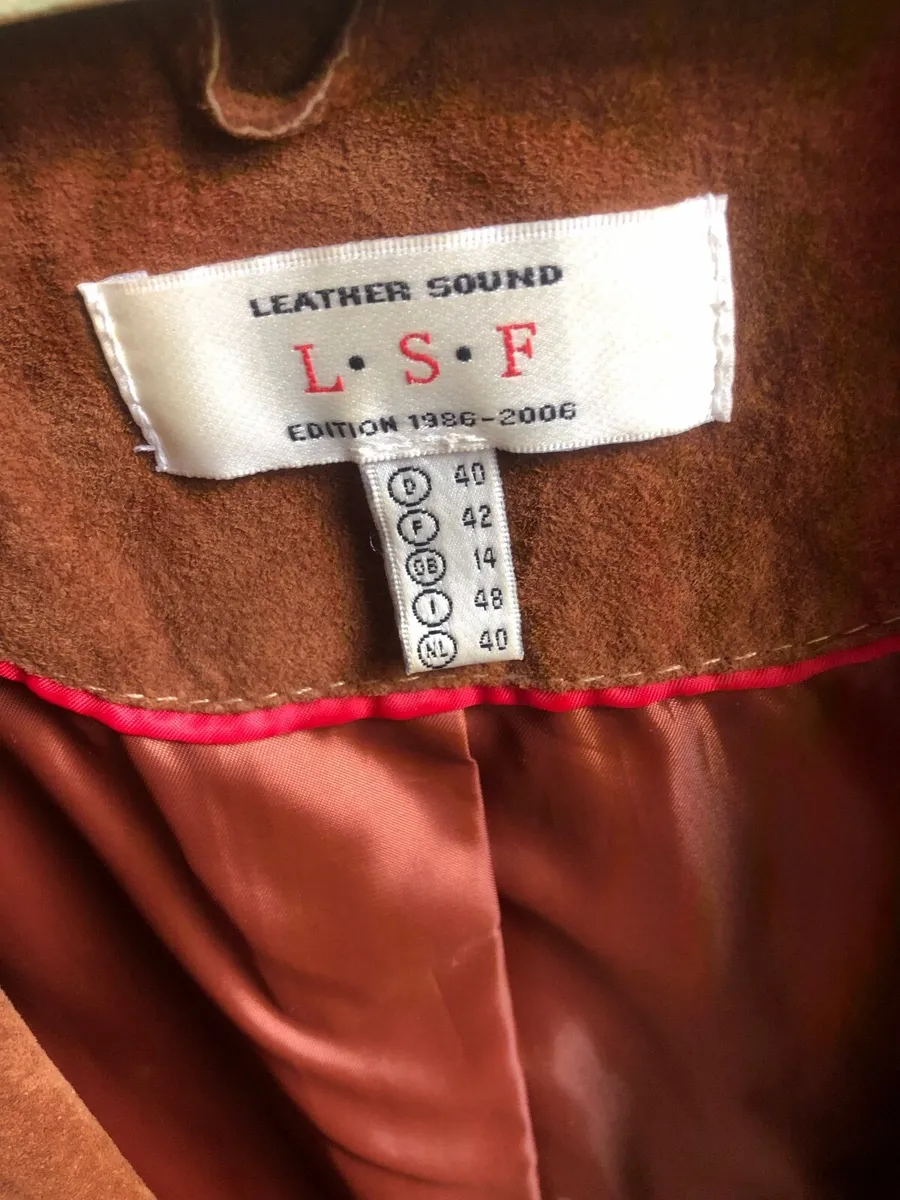 LEATHER SOUND
L·S·F
EDITION 1986-2006
D 40
F 42
GB 14
I 48
NL 40